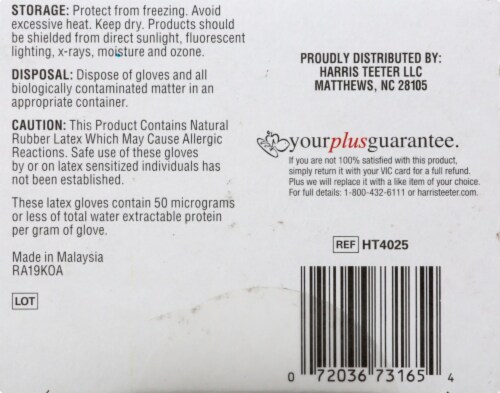 STORAGE: Protect from freezing. Avoid
excessive heat. Keep dry. Products should
be shielded from direct sunlight, fluorescent
lighting, x-rays, moisture and ozone.
DISPOSAL: Dispose of gloves and all
biologically contaminated matter in an
appropriate container.
CAUTION: This Product Contains Natural
Rubber Latex Which May Cause Allergic
Reactions. Safe use of these gloves
by or on latex sensitized individuals has
not been established.
These latex gloves contain 50 micrograms
or less of total water extractable protein
per gram of glove.
Made in Malaysia
RA19KOA
LOT
PROUDLY DISTRIBUTED BY:
HARRIS TEETER LLC
MATTHEWS, NC 28105
yourplusguarantee.
If you are not 100% satisfied with this product,
simply return it with your VIC card for a full refund.
Plus we will replace it with a like item of your choice.
For full details: 1-800-432-6111 or harristeeter.com.
REF HT4025
0 72036 73165 4